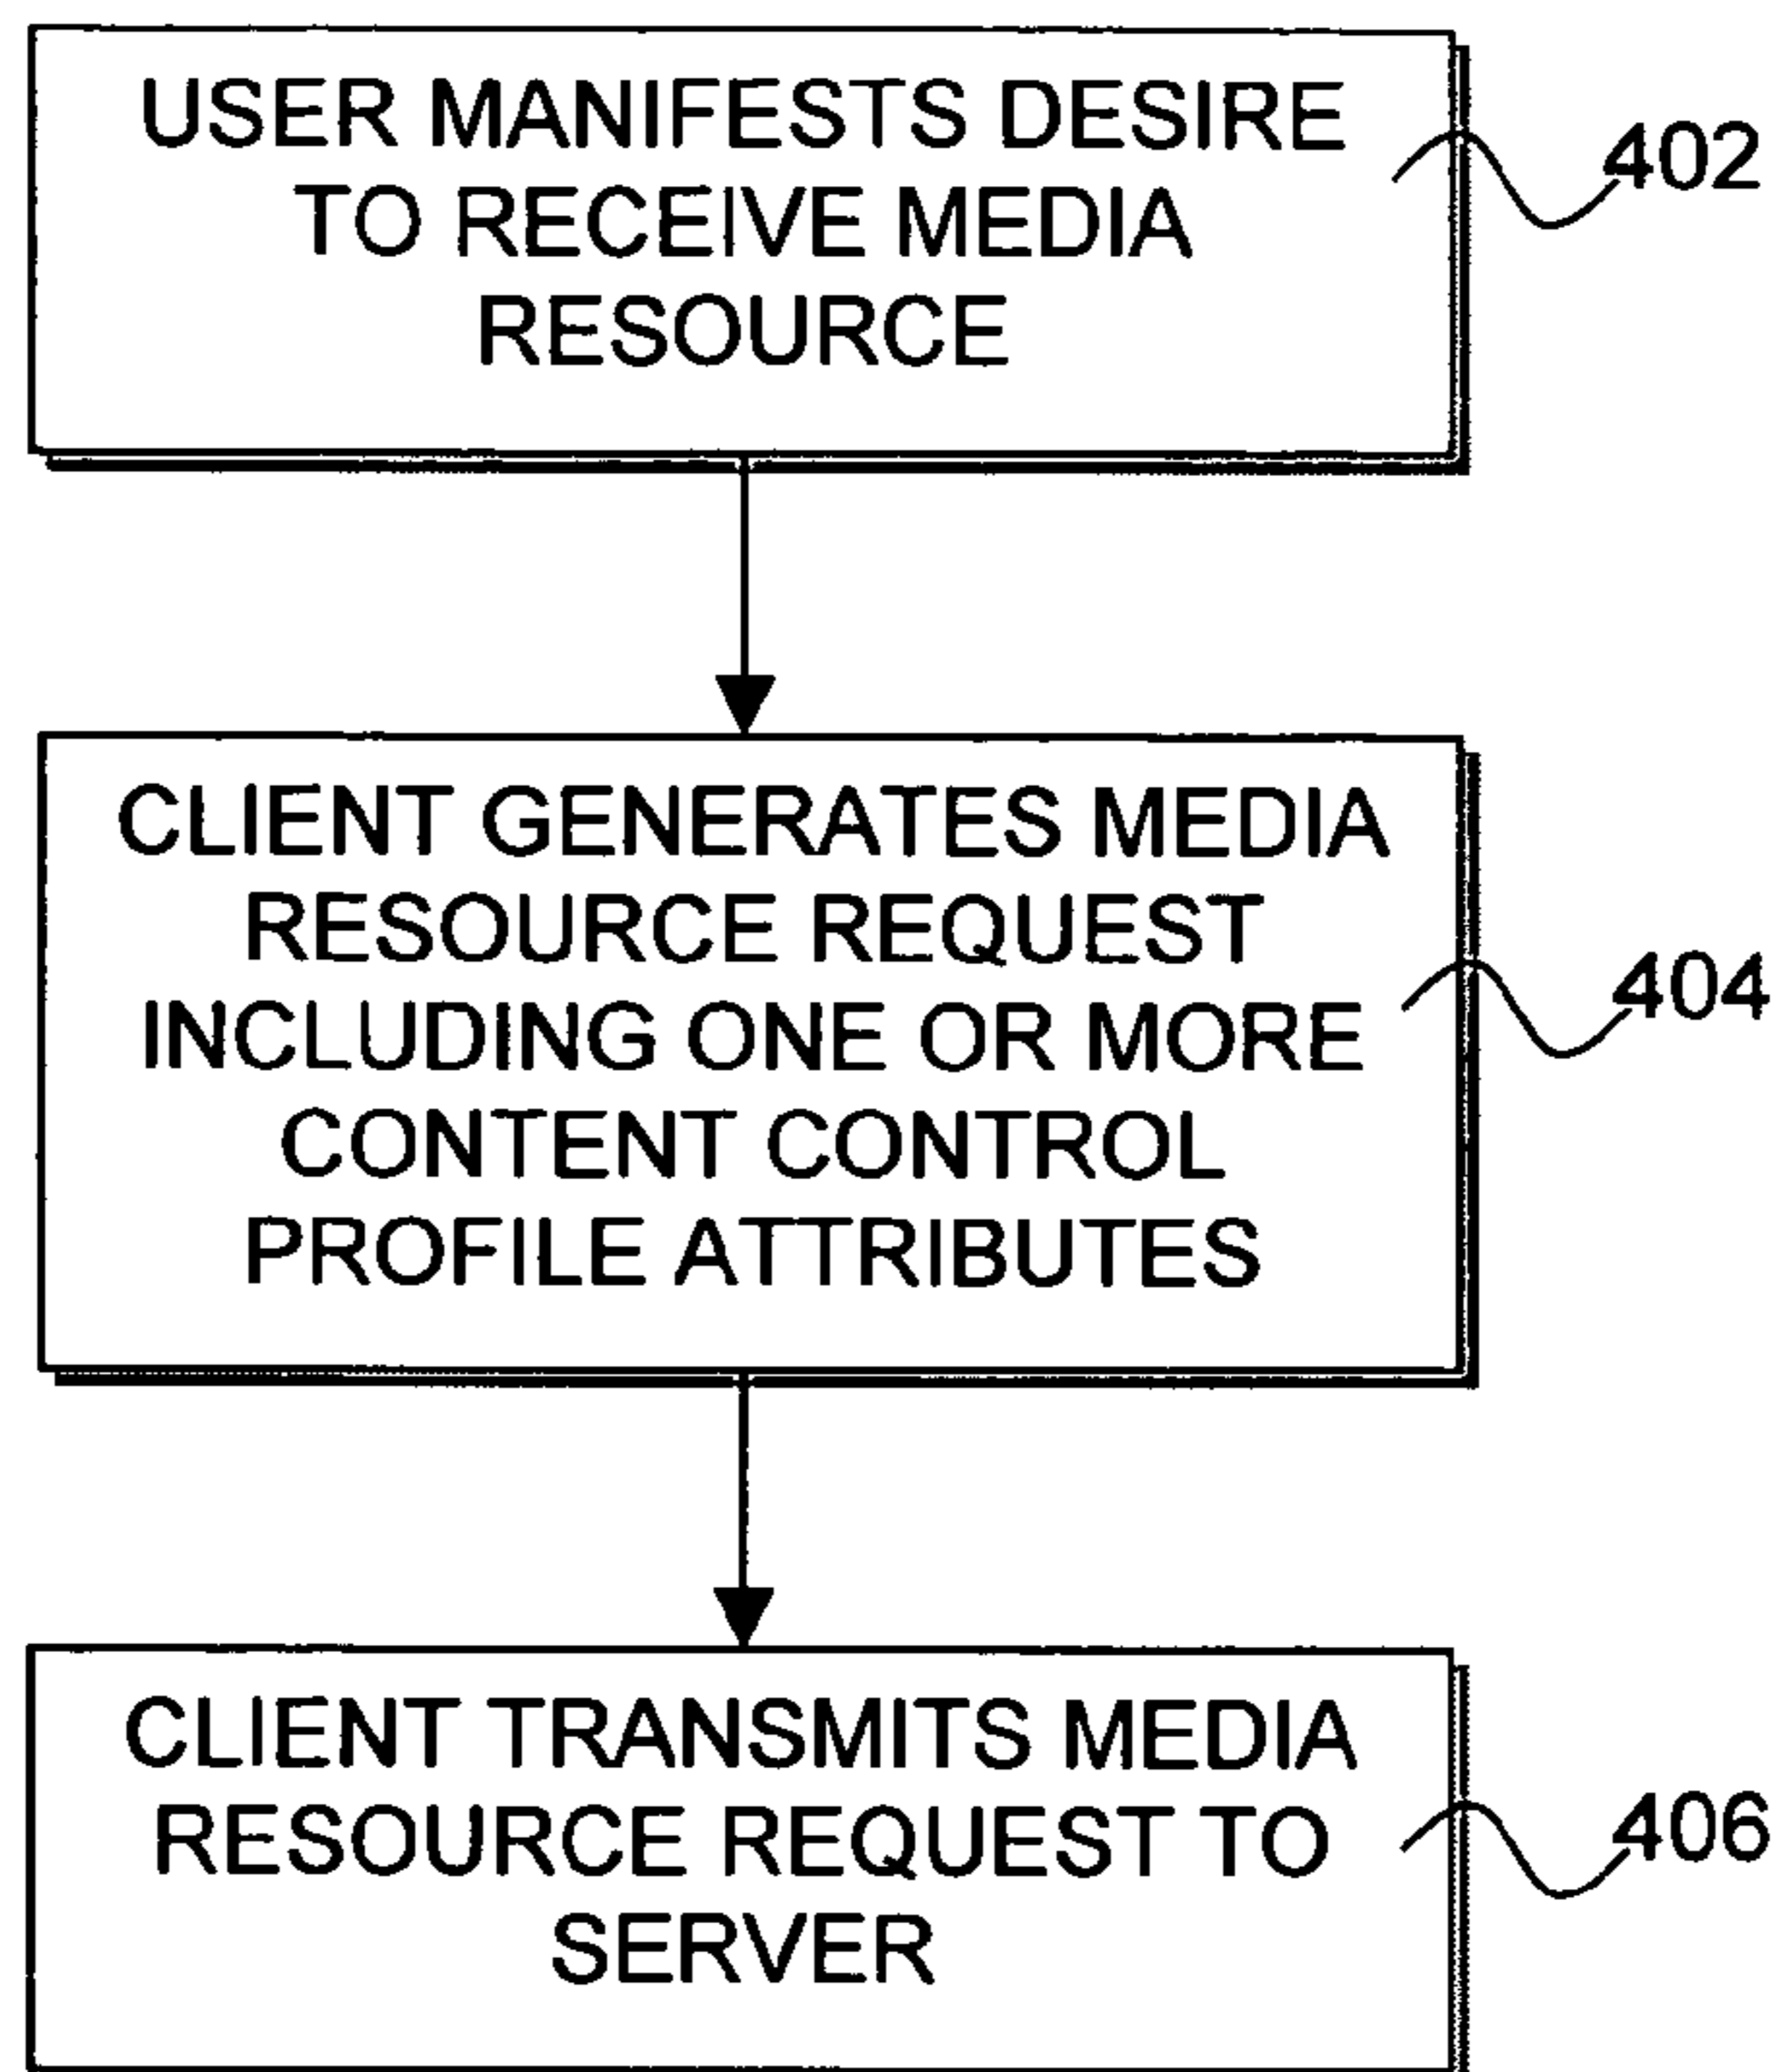 USER MANIFESTS DESIRE
TO RECEIVE MEDIA
RESOURCE
402
CLIENT GENERATES MEDIA
RESOURCE REQUEST
INCLUDING ONE OR MORE
CONTENT CONTROL
PROFILE ATTRIBUTES
404
CLIENT TRANSMITS MEDIA
RESOURCE REQUEST TO
SERVER
406